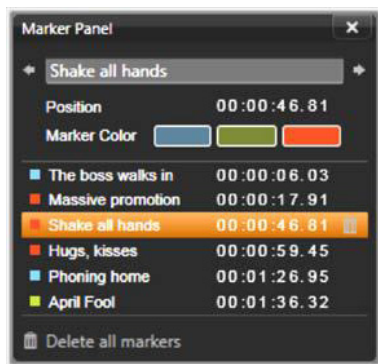 Marker Panel
Shake all hands
Position 00:00:46.81
Marker Color
The boss walks in 00:00:06.03
Massive promotion 00:00:17.91
Shake all hands 00:00:46.81
Hugs, kisses 00:00:59.45
Phoning home 00:01:26.95
April Fool 00:01:36.32
Delete all markers